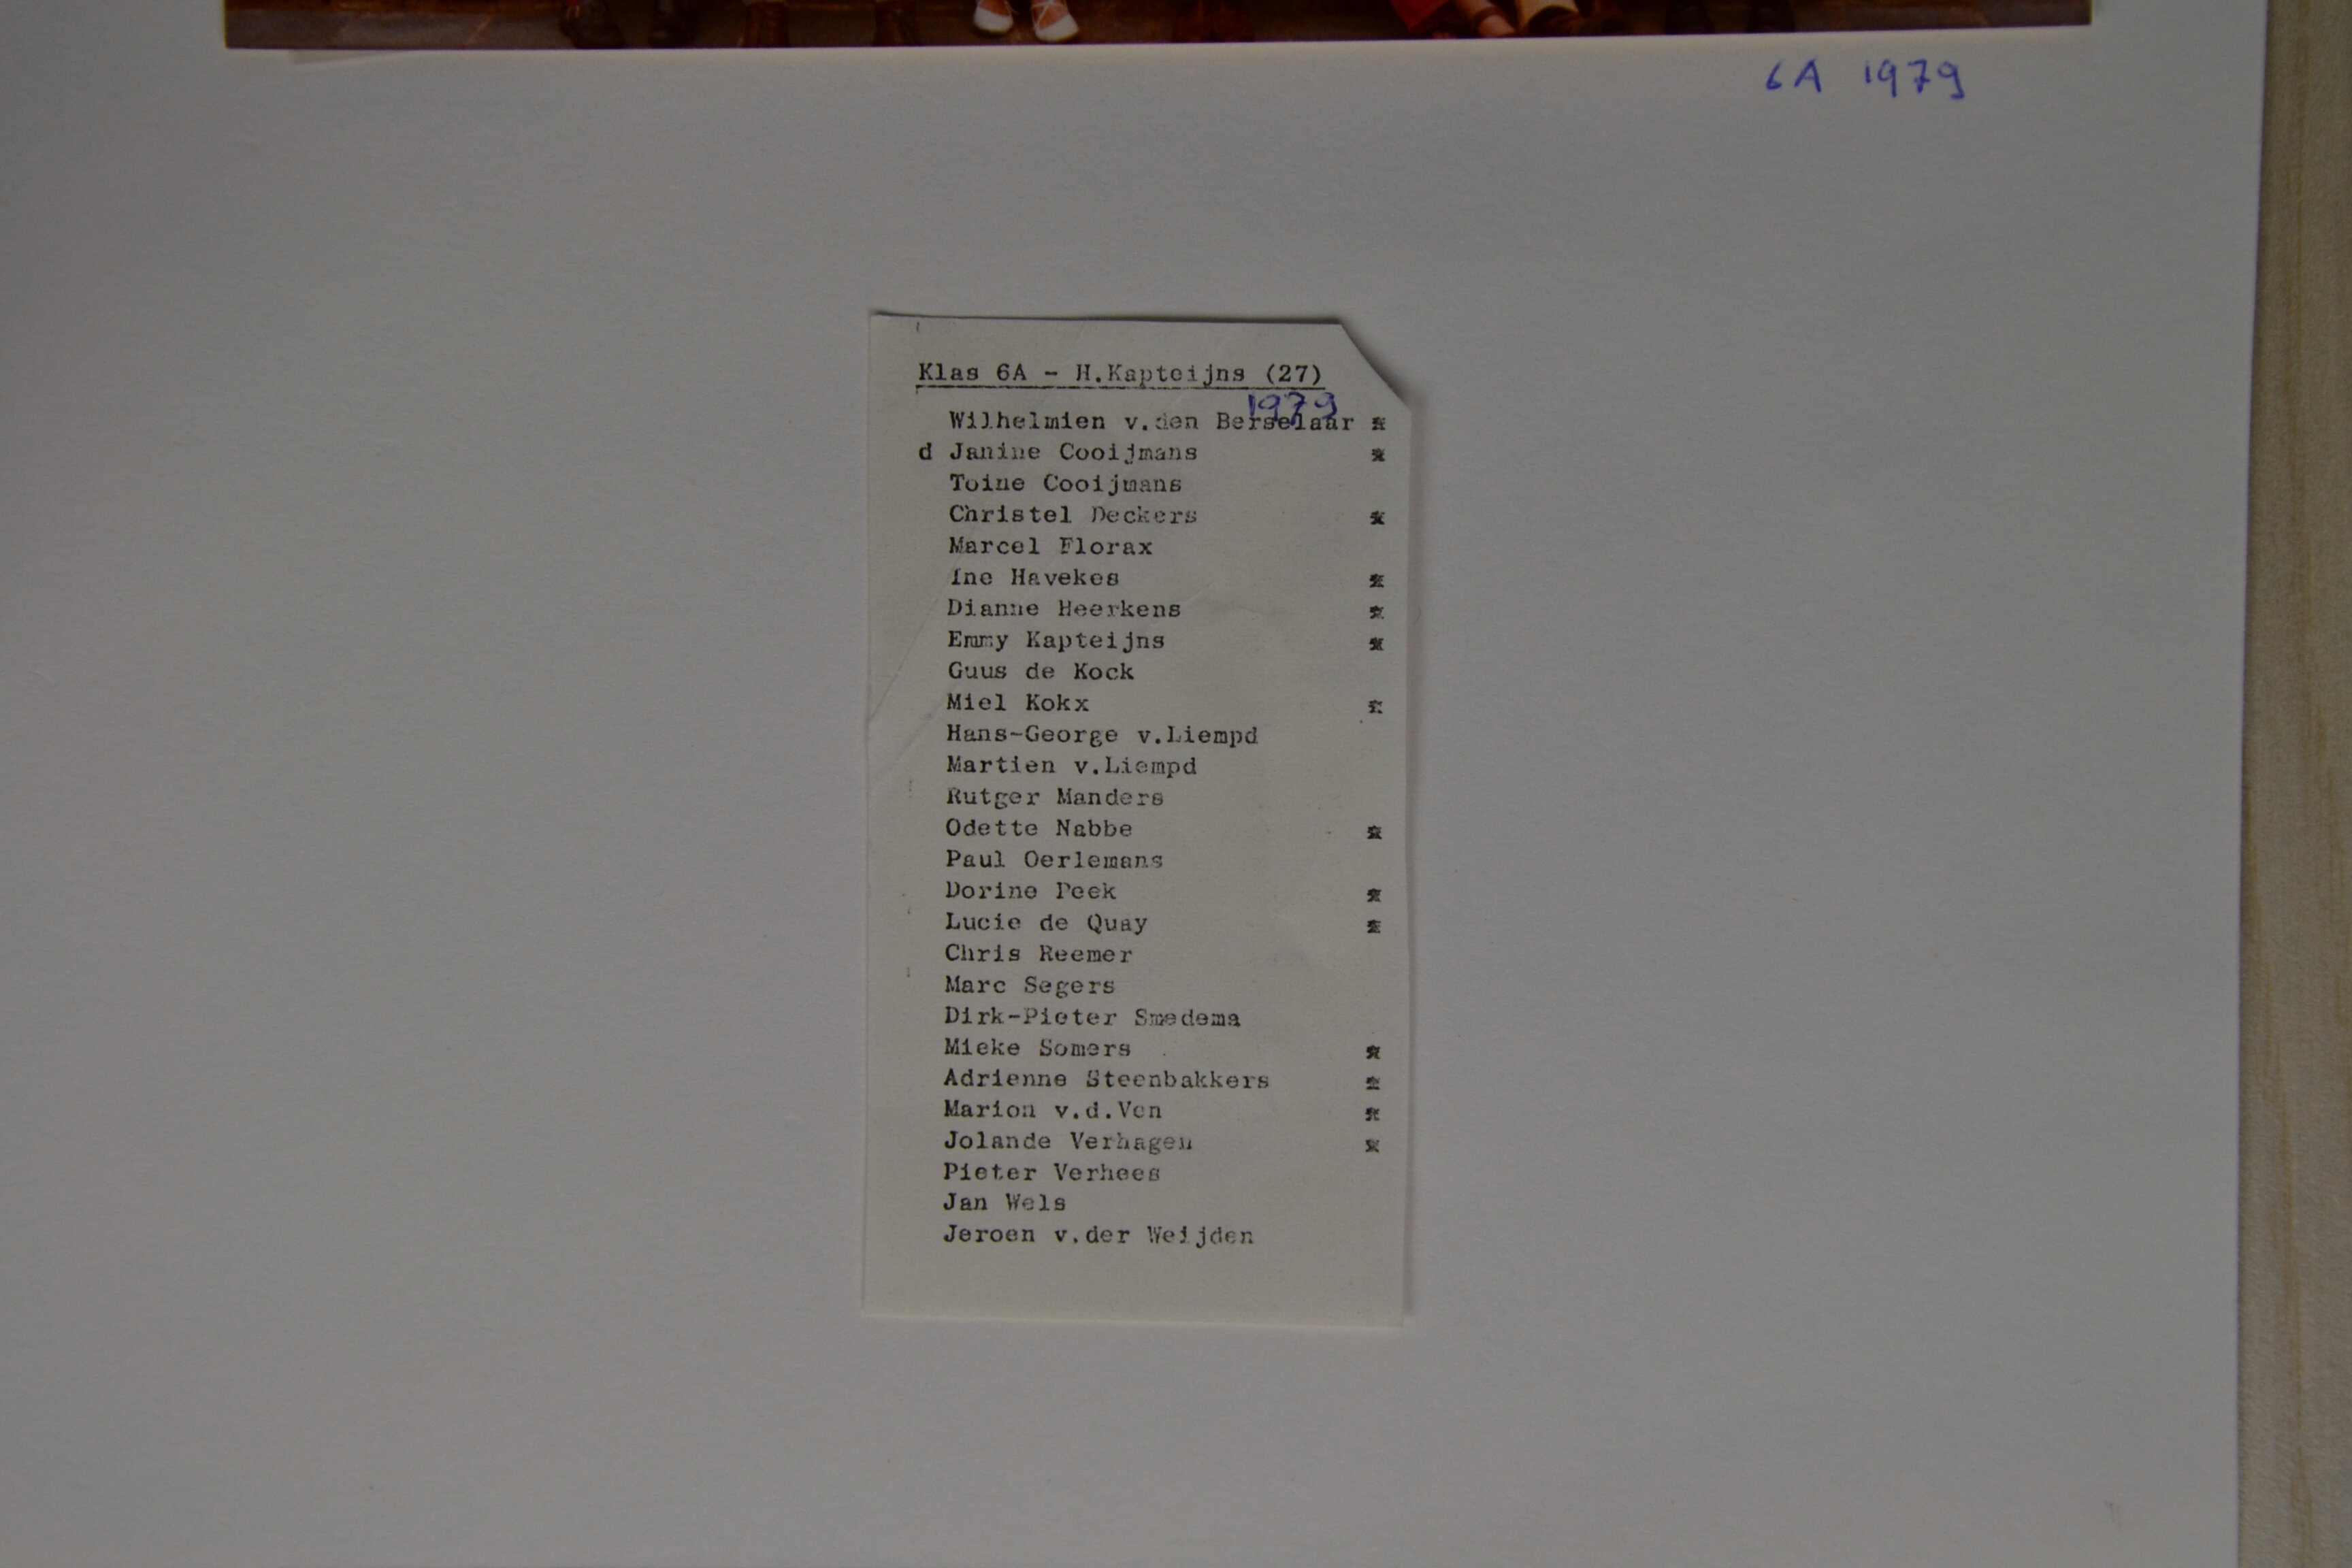 6A 1979
Klas 6A - H.Kapteijns (27)
1979
Wilhelmien v.den Berselaar *
d Janine Cooijmans *
Toine Cooijmans
Christel Deckers *
Marcel Florax
Ine Havekes *
Dianne Heerkens *
Emmy Kapteijns *
Guus de Kock
Miel Kokx *
Hans-George v.Liempd
Martien v.Liempd
Rutger Manders
Odette Nabbe *
Paul Oerlemans
Dorine Peek *
Lucie de Quay *
Chris Reemer
Marc Segers
Dirk-Pieter Smedema
Mieke Somers *
Adrienne Steenbakkers *
Marion v.d.Ven *
Jolande Verhagen *
Pieter Verhees
Jan Wels
Jeroen v.der Weijden